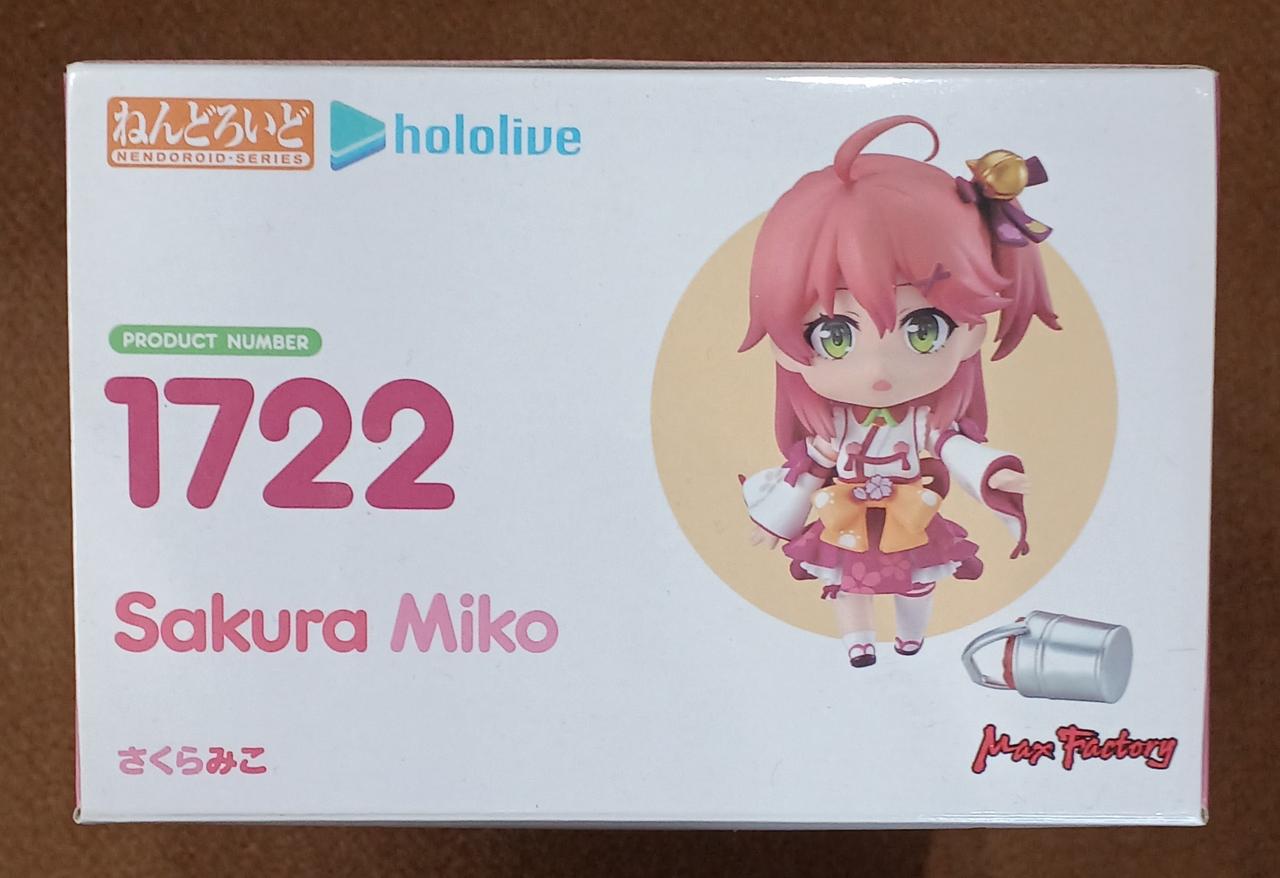 ねんどろいど
NENDOROID·SERIES
hololive
PRODUCT NUMBER
1722
Sakura Miko
さくらみこ
Max Factory